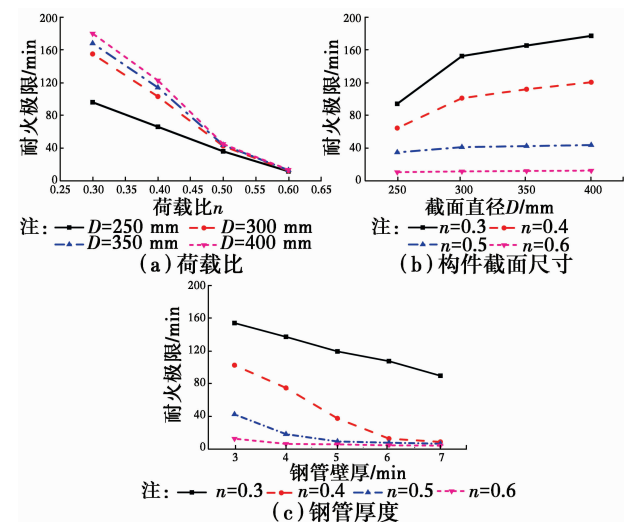 200
160
120
80
40
0
耐火极限/min
0.25 0.30 0.35 0.40 0.45 0.50 0.55 0.60 0.65
荷载比n
注: D=250 mm D=300 mm
D=350 mm D=400 mm
(a)荷载比
200
160
120
80
40
0
耐火极限/min
250 300 350 400
截面直径D/mm
注: n=0.3 n=0.4
n=0.5 n=0.6
(b)构件截面尺寸
200
160
120
80
40
0
耐火极限/min
3 4 5 6 7
钢管壁厚/min
注: n=0.3 n=0.4 n=0.5 n=0.6
(c)钢管厚度